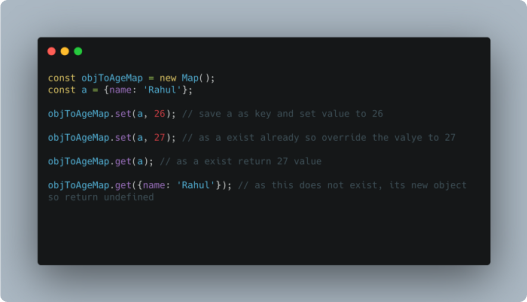 const objToAgeMap = new Map();
const a = {name: 'Rahul'};
objToAgeMap.set(a, 26); // save a as key and set value to 26
objToAgeMap.set(a, 27); // as a exist already so override the valye to 27
objToAgeMap.get(a); // as a exist return 27 value
objToAgeMap.get({name: 'Rahul'}); // as this does not exist, its new object
so return undefined